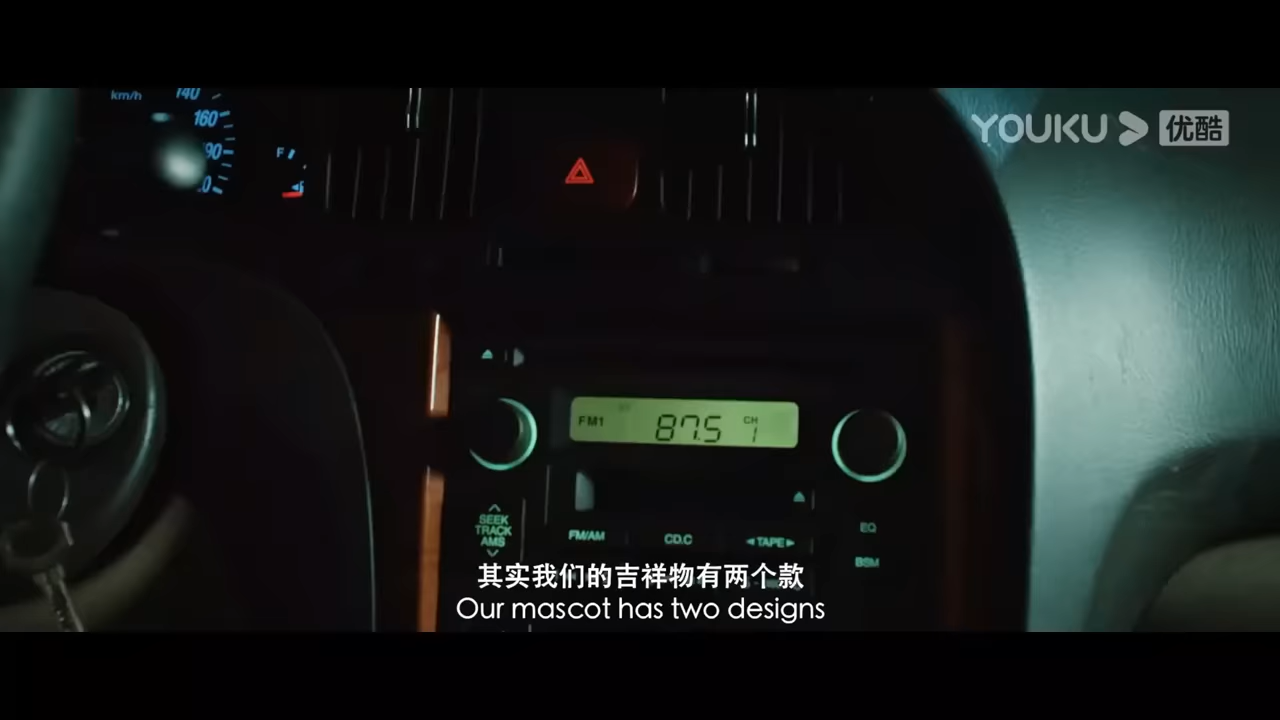 km/h
140
160
F
YOUKU 优酷
FM1 87.5 CH 1
SEEK
TRACK
AMS
FM/AM
CD.C
◄TAPE►
EQ
BSM
其实我们的吉祥物有两个款
Our mascot has two designs